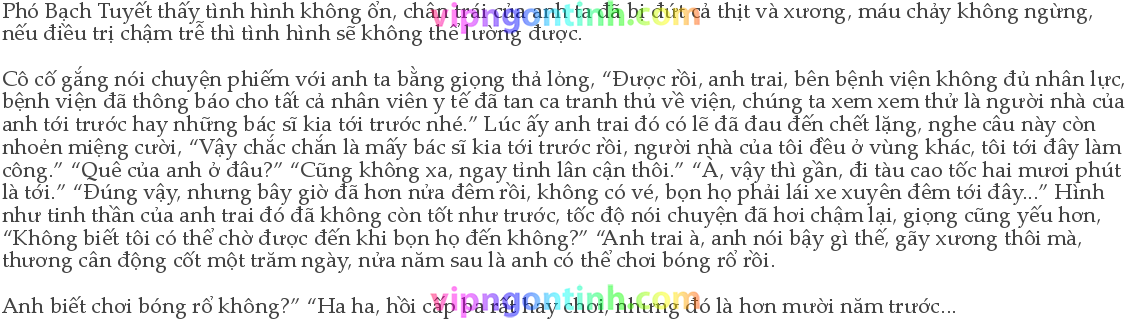 Phó Bạch Tuyết thấy tình hình không ổn, chân trái của anh ta đã bị đứt cả thịt và xương, máu chảy không ngừng,
nếu điều trị chậm trễ thì tình hình sẽ không thể lường được.
Cô cố gắng nói chuyện phiếm với anh ta bằng giọng thả lỏng, “Được rồi, anh trai, bên bệnh viện không đủ nhân lực,
bệnh viện đã thông báo cho tất cả nhân viên y tế đã tan ca tranh thủ về viện, chúng ta xem xem thử là người nhà của
anh tới trước hay những bác sĩ kia tới trước nhé.” Lúc ấy anh trai đó có lẽ đã đau đến chết lặng, nghe câu này còn
nhoẻn miệng cười, “Vậy chắc chắn là mấy bác sĩ kia tới trước rồi, người nhà của tôi đều ở vùng khác, tôi tới đây làm
công.” “Quê của anh ở đâu?” “Cũng không xa, ngay tỉnh lân cận thôi.” “À, vậy thì gần, đi tàu cao tốc hai mươi phút
là tới.” “Đúng vậy, nhưng bây giờ đã hơn nửa đêm rồi, không có vé, bọn họ phải lái xe xuyên đêm tới đây...” Hình
như tinh thần của anh trai đó đã không còn tốt như trước, tốc độ nói chuyện đã hơi chậm lại, giọng cũng yếu hơn,
“Không biết tôi có thể chờ được đến khi bọn họ đến không?” “Anh trai à, anh nói bậy gì thế, gãy xương thôi mà,
thương cân động cốt một trăm ngày, nửa năm sau là anh có thể chơi bóng rổ rồi.
Anh biết chơi bóng rổ không?” “Ha ha, hồi cấp ba rất hay chơi, nhưng đó là hơn mười năm trước...
vipngontinh.com
vipngontinh.com